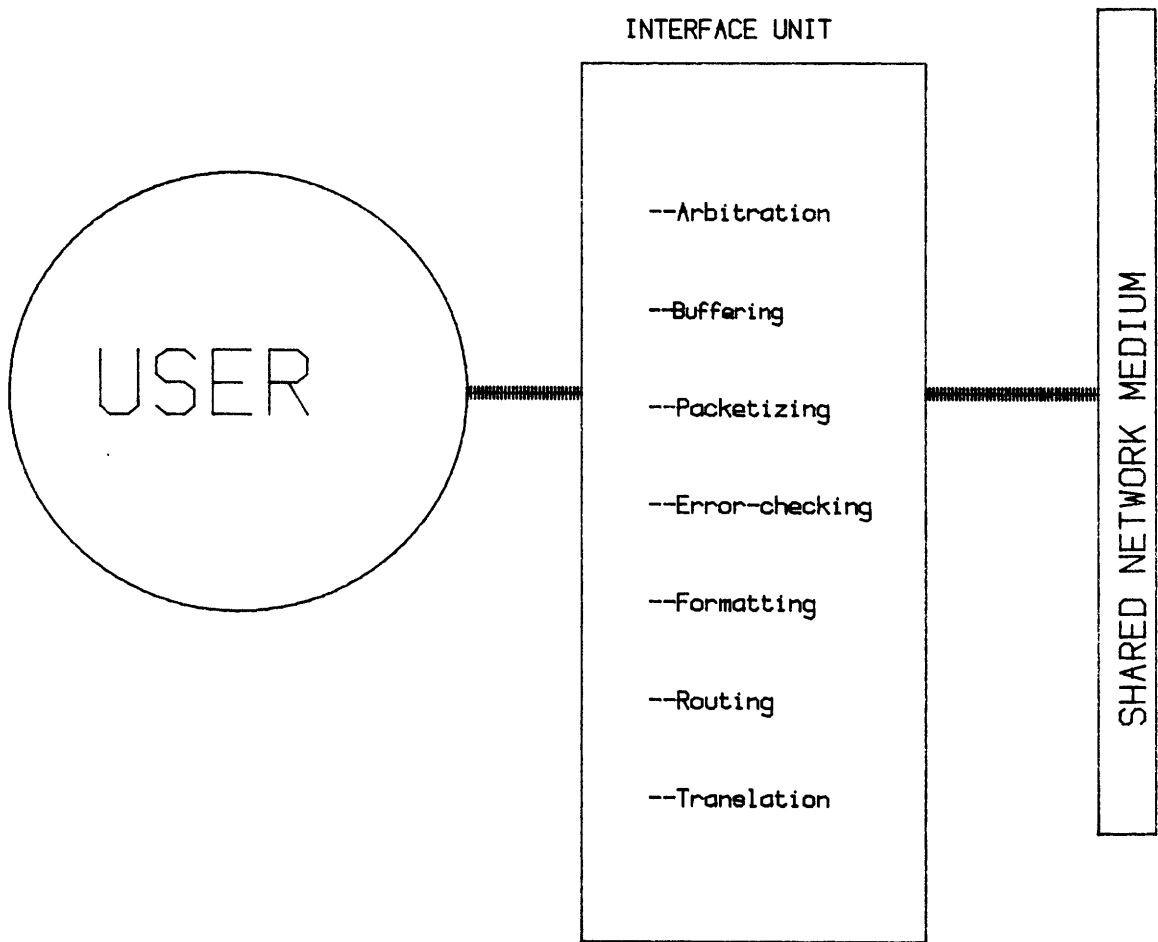 INTERFACE UNIT
USER
--Arbitration
--Buffering
--Packetizing
--Error-checking
--Formatting
--Routing
--Translation
SHARED NETWORK MEDIUM